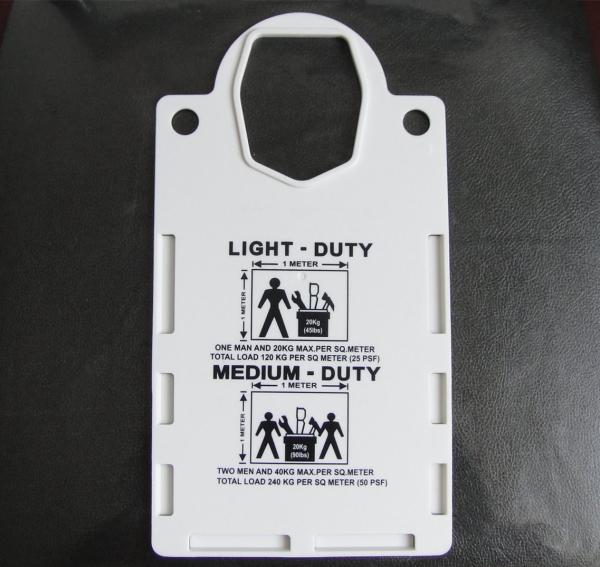 LIGHT - DUTY
1 METER
1 METER
20Kg
(45lbs)
ONE MAN AND 20KG MAX.PER SQ.METER
TOTAL LOAD 120 KG PER SQ METER (25 PSF)
MEDIUM - DUTY
1 METER
1 METER
20Kg
(90lbs)
TWO MEN AND 40KG MAX.PER SQ.METER
TOTAL LOAD 240 KG PER SQ METER (50 PSF)